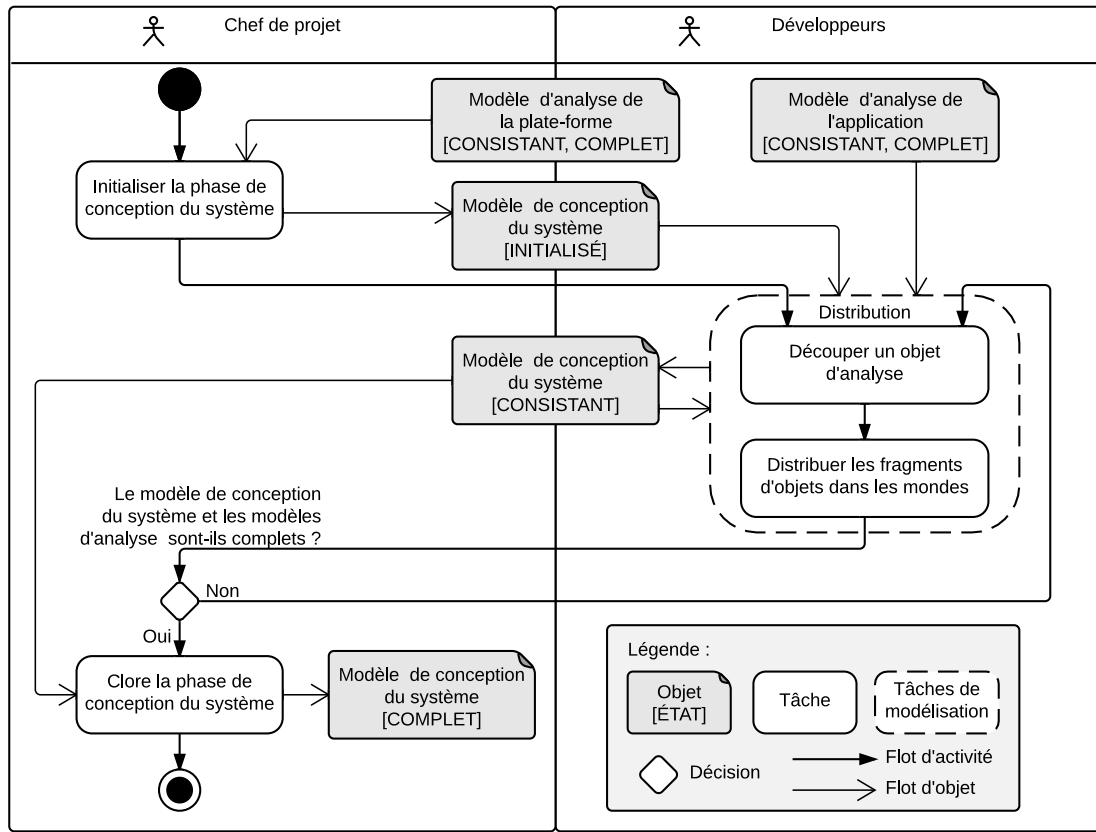 Chef de projet
Développeurs
Modèle d'analyse de
la plate-forme
[CONSISTANT, COMPLET]
Modèle d'analyse de
l'application
[CONSISTANT, COMPLET]
Initialiser la phase de
conception du système
Modèle de conception
du système
[INITIALISÉ]
Distribution
Découper un objet
d'analyse
Modèle de conception
du système
[CONSISTANT]
Distribuer les fragments
d'objets dans les mondes
Le modèle de conception
du système et les modèles
d'analyse sont-ils complets ?
Non
Oui
Clore la phase de
conception du système
Modèle de conception
du système
[COMPLET]
Légende :
Objet
[ÉTAT]
Tâche
Tâches de
modélisation
Décision
Flot d'activité
Flot d'objet